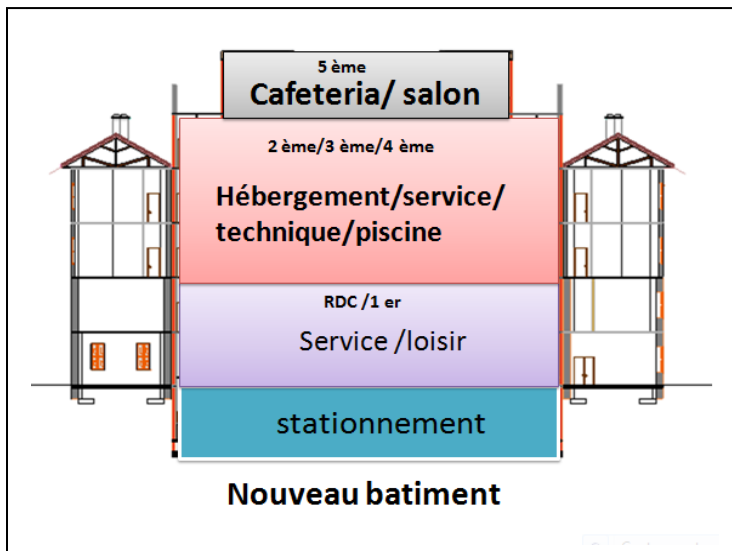 5 ème
Cafeteria/ salon
2 ème/3 ème/4 ème
Hébergement/service/
technique/piscine
RDC /1 er
Service /loisir
stationnement
Nouveau batiment